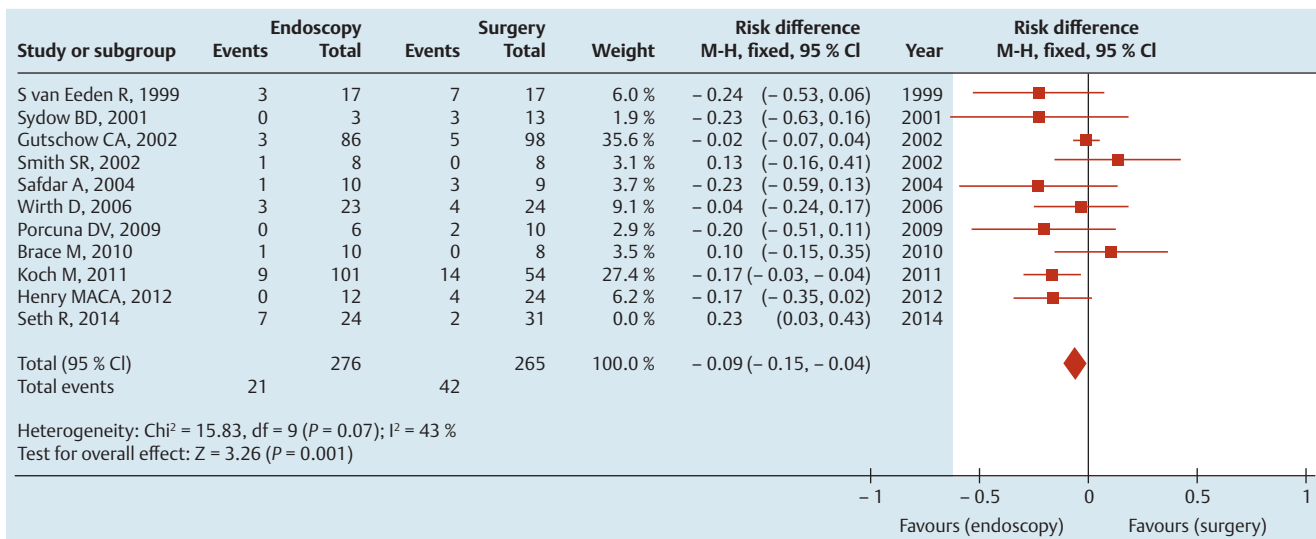 Endoscopy Surgery Risk difference Risk difference
Study or subgroup Events Total Events Total Weight M-H, fixed, 95 % Cl Year M-H, fixed, 95 % Cl
S van Eeden R, 1999 3 17 7 17 6.0 % – 0.24 (– 0.53, 0.06) 1999
Sydow BD, 2001 0 3 3 13 1.9 % – 0.23 (– 0.63, 0.16) 2001
Gutschow CA, 2002 3 86 5 98 35.6 % – 0.02 (– 0.07, 0.04) 2002
Smith SR, 2002 1 8 0 8 3.1 % 0.13 (– 0.16, 0.41) 2002
Safdar A, 2004 1 10 3 9 3.7 % – 0.23 (– 0.59, 0.13) 2004
Wirth D, 2006 3 23 4 24 9.1 % – 0.04 (– 0.24, 0.17) 2006
Porcuna DV, 2009 0 6 2 10 2.9 % – 0.20 (– 0.51, 0.11) 2009
Brace M, 2010 1 10 0 8 3.5 % 0.10 (– 0.15, 0.35) 2010
Koch M, 2011 9 101 14 54 27.4 % – 0.17 (– 0.03, – 0.04) 2011
Henry MACA, 2012 0 12 4 24 6.2 % – 0.17 (– 0.35, 0.02) 2012
Seth R, 2014 7 24 2 31 0.0 % 0.23 (0.03, 0.43) 2014
Total (95 % Cl) 276 265 100.0 % – 0.09 (– 0.15, – 0.04)
Total events 21 42
Heterogeneity: Chi² = 15.83, df = 9 (P = 0.07); I² = 43 %
Test for overall effect: Z = 3.26 (P = 0.001)
– 1 – 0.5 0 0.5 1
Favours (endoscopy) Favours (surgery)